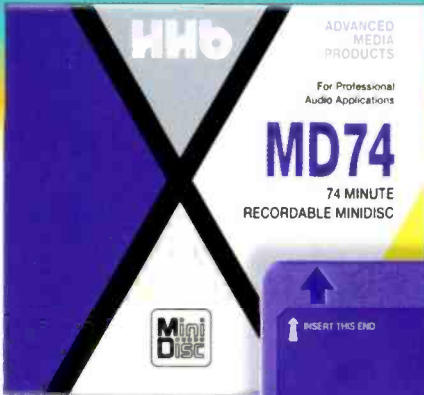 HHb
ADVANCED
MEDIA
PRODUCTS
For Professional
Audio Applications
MD74
74 MINUTE
RECORDABLE MINIDISC
Mini
Disc
INSERT THIS END